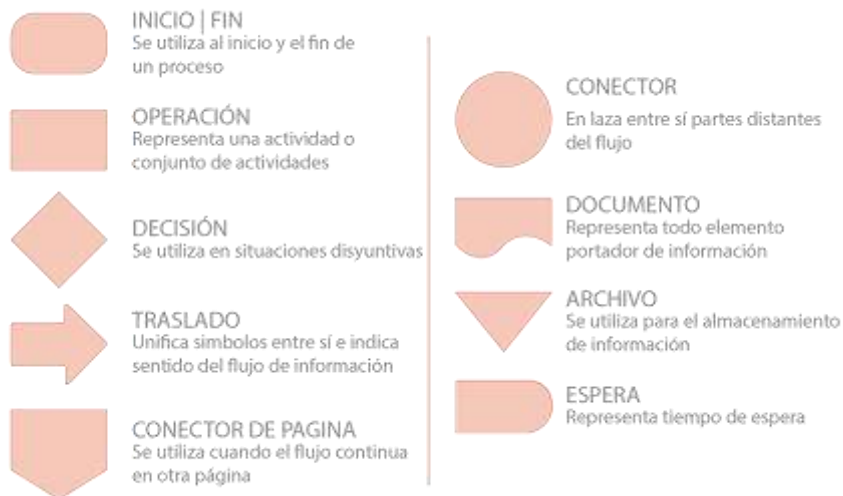 INICIO | FIN
Se utiliza al inicio y el fin de
un proceso
OPERACIÓN
Representa una actividad o
conjunto de actividades
DECISIÓN
Se utiliza en situaciones disyuntivas
TRASLADO
Unifica simbolos entre sí e indica
sentido del flujo de información
CONECTOR DE PAGINA
Se utiliza cuando el flujo continua
en otra página
CONECTOR
En laza entre sí partes distantes
del flujo
DOCUMENTO
Representa todo elemento
portador de información
ARCHIVO
Se utiliza para el almacenamiento
de información
ESPERA
Representa tiempo de espera